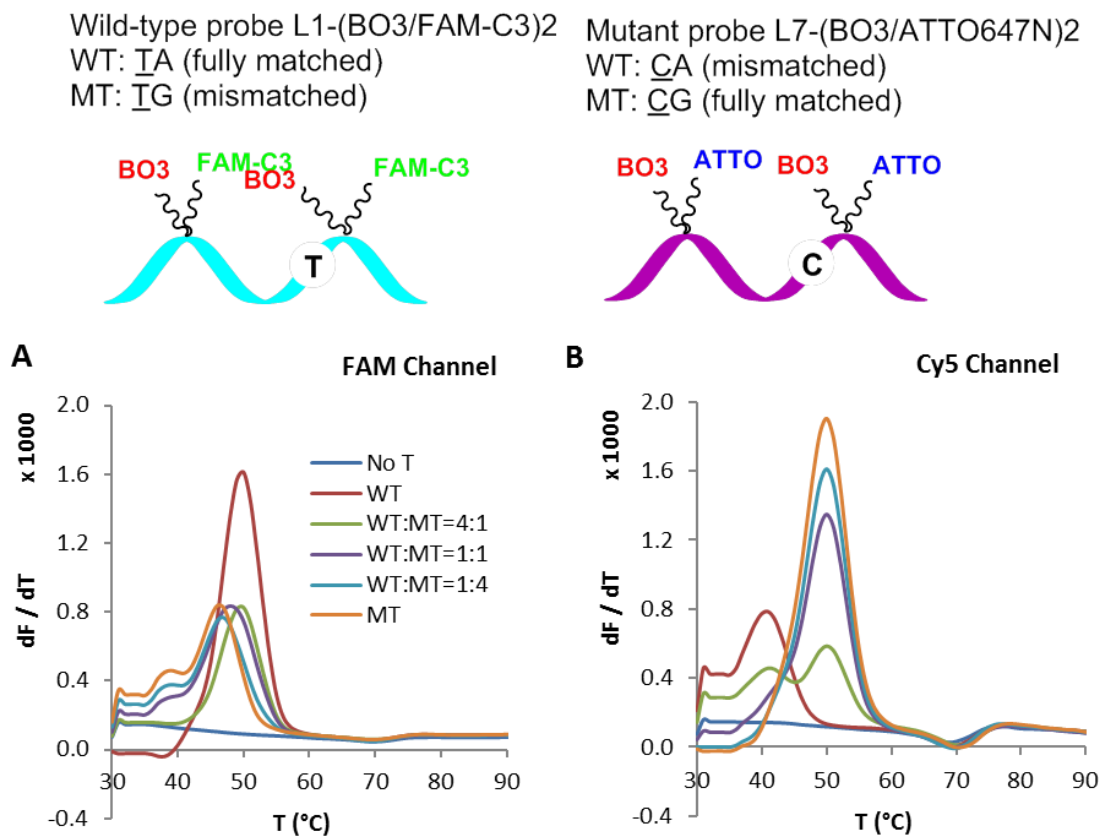 Wild-type probe L1-(BO3/FAM-C3)2
WT: TA (fully matched)
MT: TG (mismatched)
Mutant probe L7-(BO3/ATTO647N)2
WT: CA (mismatched)
MT: CG (fully matched)
BO3 FAM-C3 BO3 FAM-C3
T
BO3 ATTO BO3 ATTO
C
A
FAM Channel
x 1000
dF / dT
2.0
1.6
1.2
0.8
0.4
0.0
-0.4
No T
WT
WT:MT=4:1
WT:MT=1:1
WT:MT=1:4
MT
30 40 50 60 70 80 90
T (°C)
B
Cy5 Channel
x 1000
dF / dT
2.0
1.6
1.2
0.8
0.4
0.0
-0.4
30 40 50 60 70 80 90
T (°C)